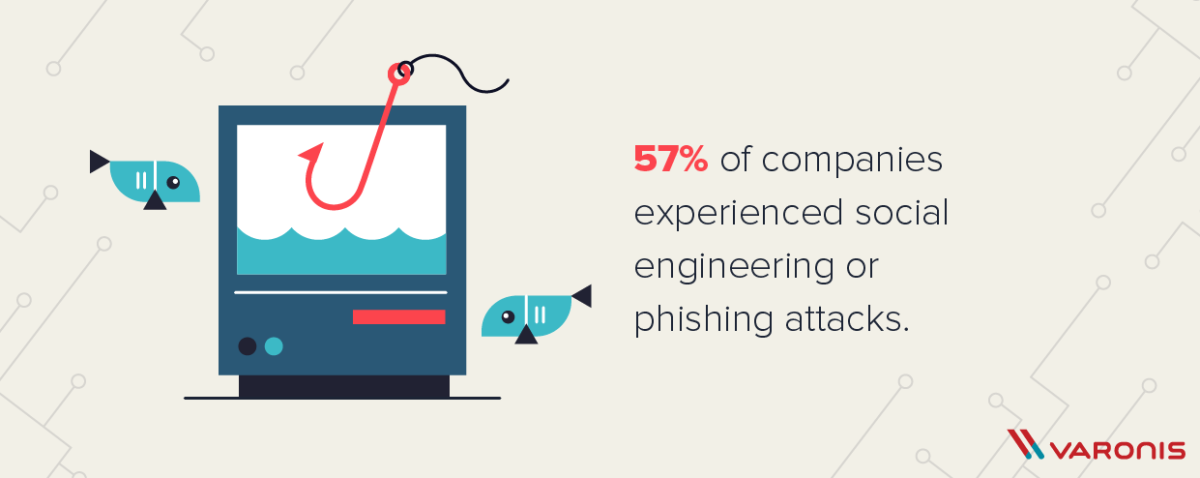 57% of companies
experienced social
engineering or
phishing attacks.
VARONIS